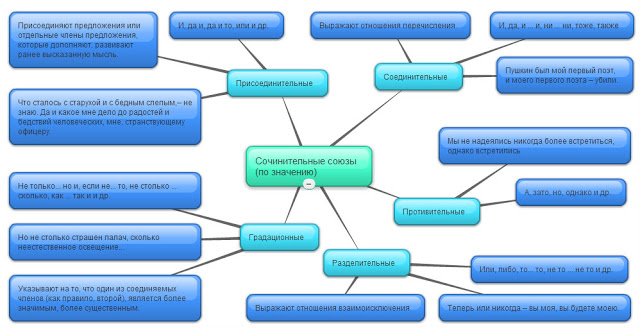 Присоединяют предложения или
отдельные члены предложения,
которые дополняют, развивают
ранее высказанную мысль.
И, да и, да и то, или и др.
Присоединительные
Что сталось с старухой и с бедным слепым,– не
знаю. Да и какое мне дело до радостей и
бедствий человеческих, мне, странствующему
офицеру.
Выражают отношения перечисления.
И, да, и ... и, ни ... ни, тоже, также.
Соединительные
Пушкин был мой первый поэт,
и моего первого поэта – убили.
Сочинительные союзы
(по значению)
Мы не надеялись никогда более встретиться,
однако встретились.
А, зато, но, однако и др.
Противительные
Не только... но и, если не... то, не столько ...
сколько, как ... так и и др.
Но не столько страшен палач, сколько
неестественное освещение...
Градационные
Указывают на то, что один из соединяемых
членов (как правило, второй), является более
значимым, более существенным.
Разделительные
Или, либо, то... то, не то ... не то и др.
Выражают отношения взаимоисключения.
Теперь или никогда – вы моя, вы будете моею.